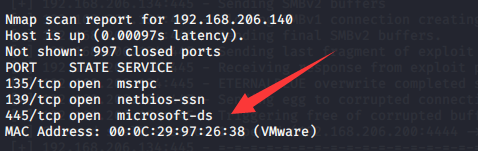 Nmap scan report for 192.168.206.140
Host is up (0.00097s latency).
Not shown: 997 closed ports
PORT STATE SERVICE
135/tcp open msrpc
139/tcp open netbios-ssn
445/tcp open microsoft-ds
MAC Address: 00:0C:29:97:26:38 (VMware)